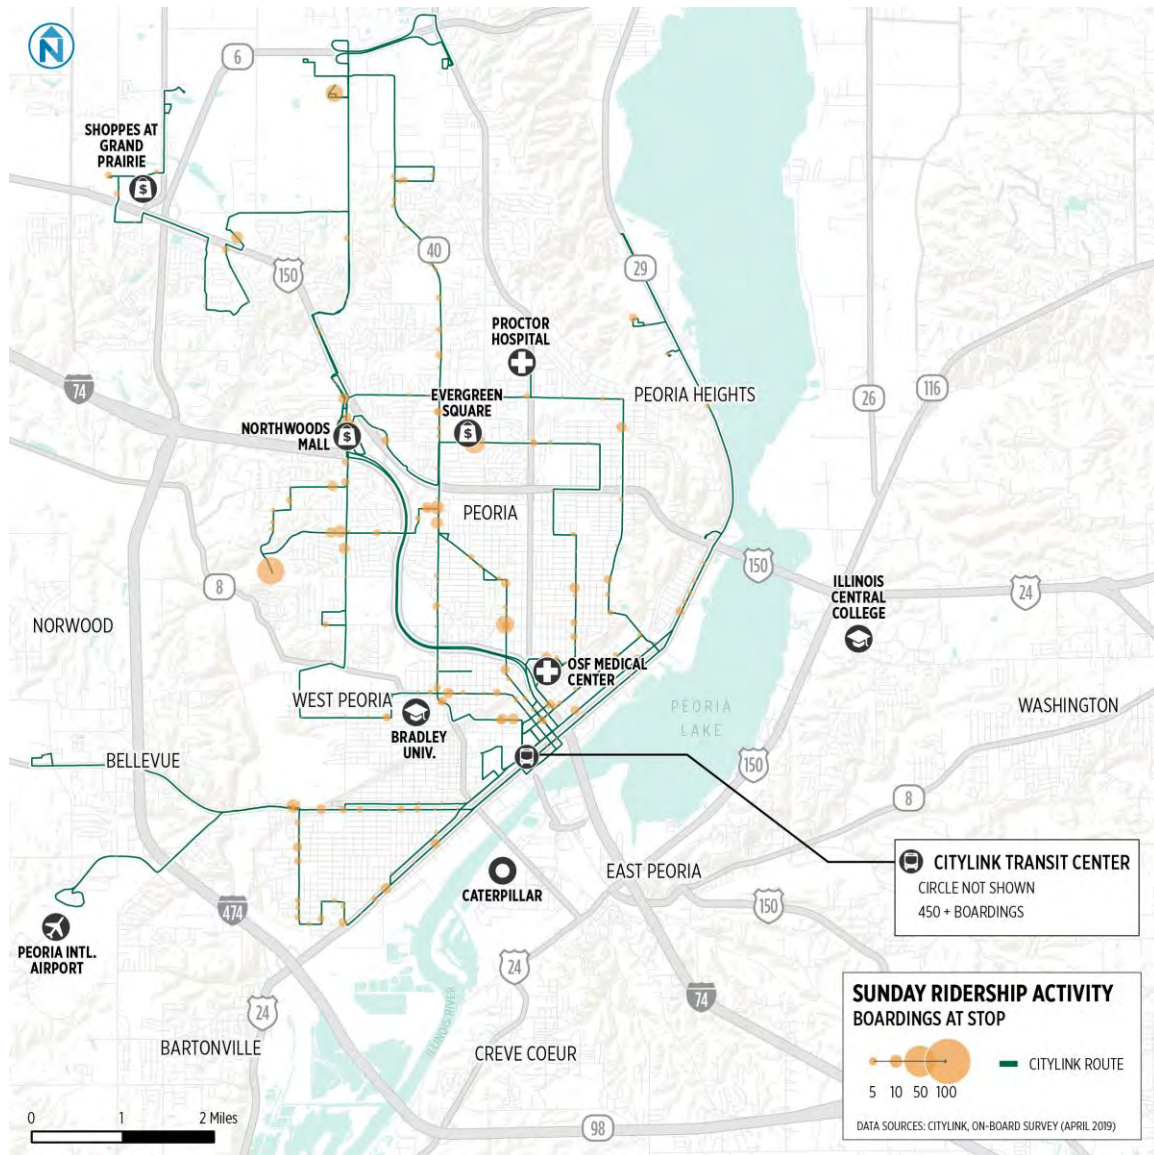 N
6
SHOPPES AT
GRAND
PRAIRIE
$
40
150
29
PROCTOR
HOSPITAL
74
EVERGREEN
SQUARE
$
PEORIA HEIGHTS
26
116
NORTHWOODS
MALL
$
PEORIA
150
8
24
ILLINOIS
CENTRAL
COLLEGE
NORWOOD
OSF MEDICAL
CENTER
WEST PEORIA
BRADLEY
UNIV.
PEORIA
LAKE
WASHINGTON
BELLEVUE
150
8
CITYLINK TRANSIT CENTER
CIRCLE NOT SHOWN
450 + BOARDINGS
EAST PEORIA
CATERPILLAR
150
474
PEORIA INTL.
AIRPORT
24
74
24
ILLINOIS RIVER
BARTONVILLE
CREVE COEUR
98
SUNDAY RIDERSHIP ACTIVITY
BOARDINGS AT STOP
5 10 50 100
CITYLINK ROUTE
DATA SOURCES: CITYLINK, ON-BOARD SURVEY (APRIL 2019)
0 1 2 Miles